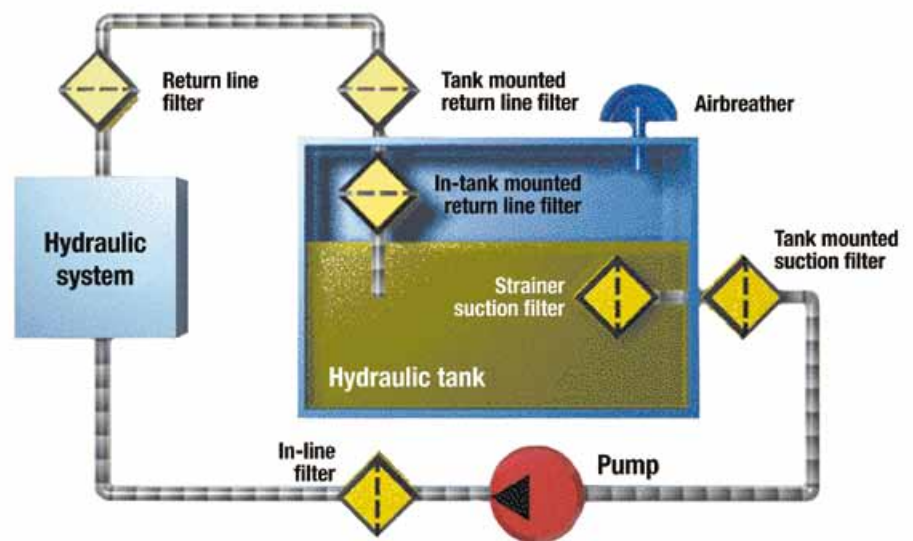 Return line
filter
Tank mounted
return line filter
Airbreather
In-tank mounted
return line filter
Hydraulic
system
Tank mounted
suction filter
Strainer
suction filter
Hydraulic tank
In-line
filter
Pump